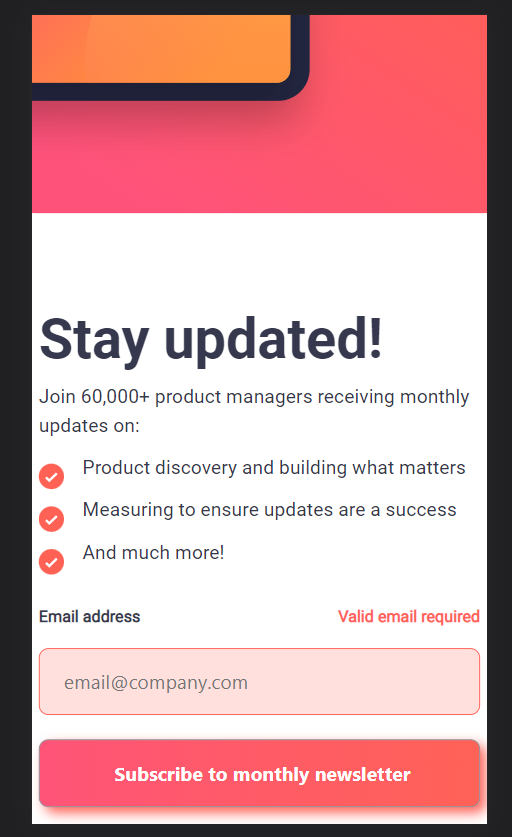 Stay updated!
Join 60,000+ product managers receiving monthly
updates on:
Product discovery and building what matters
Measuring to ensure updates are a success
And much more!
Email address
Valid email required
email@company.com
Subscribe to monthly newsletter